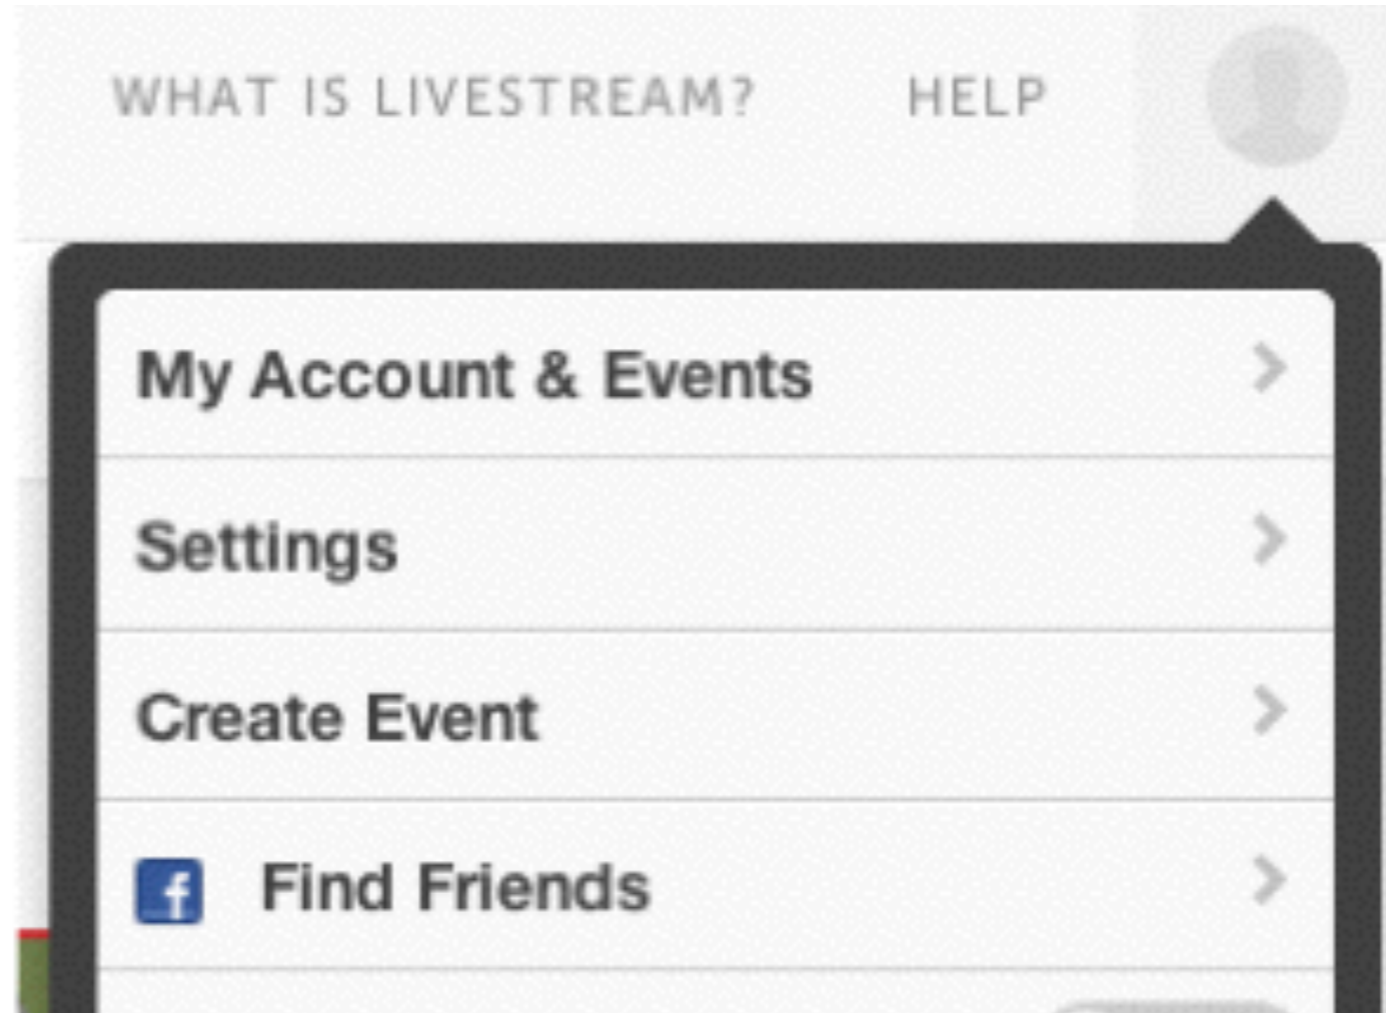 WHAT IS LIVESTREAM? HELP
My Account & Events
Settings
Create Event
f Find Friends